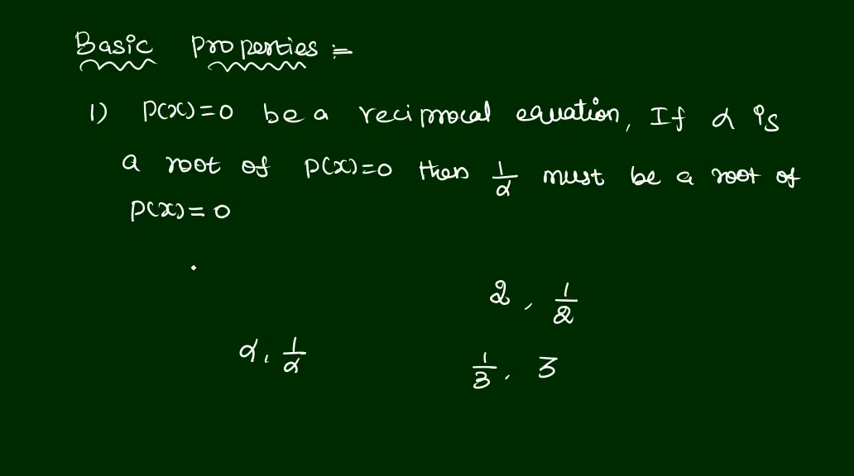 Basic Properties :-
1) P(x)=0 be a reciprocal equation, If α is
a root of P(x)=0 then 1/α must be a root of
P(x)=0
2, 1/2
α, 1/α
1/3, 3